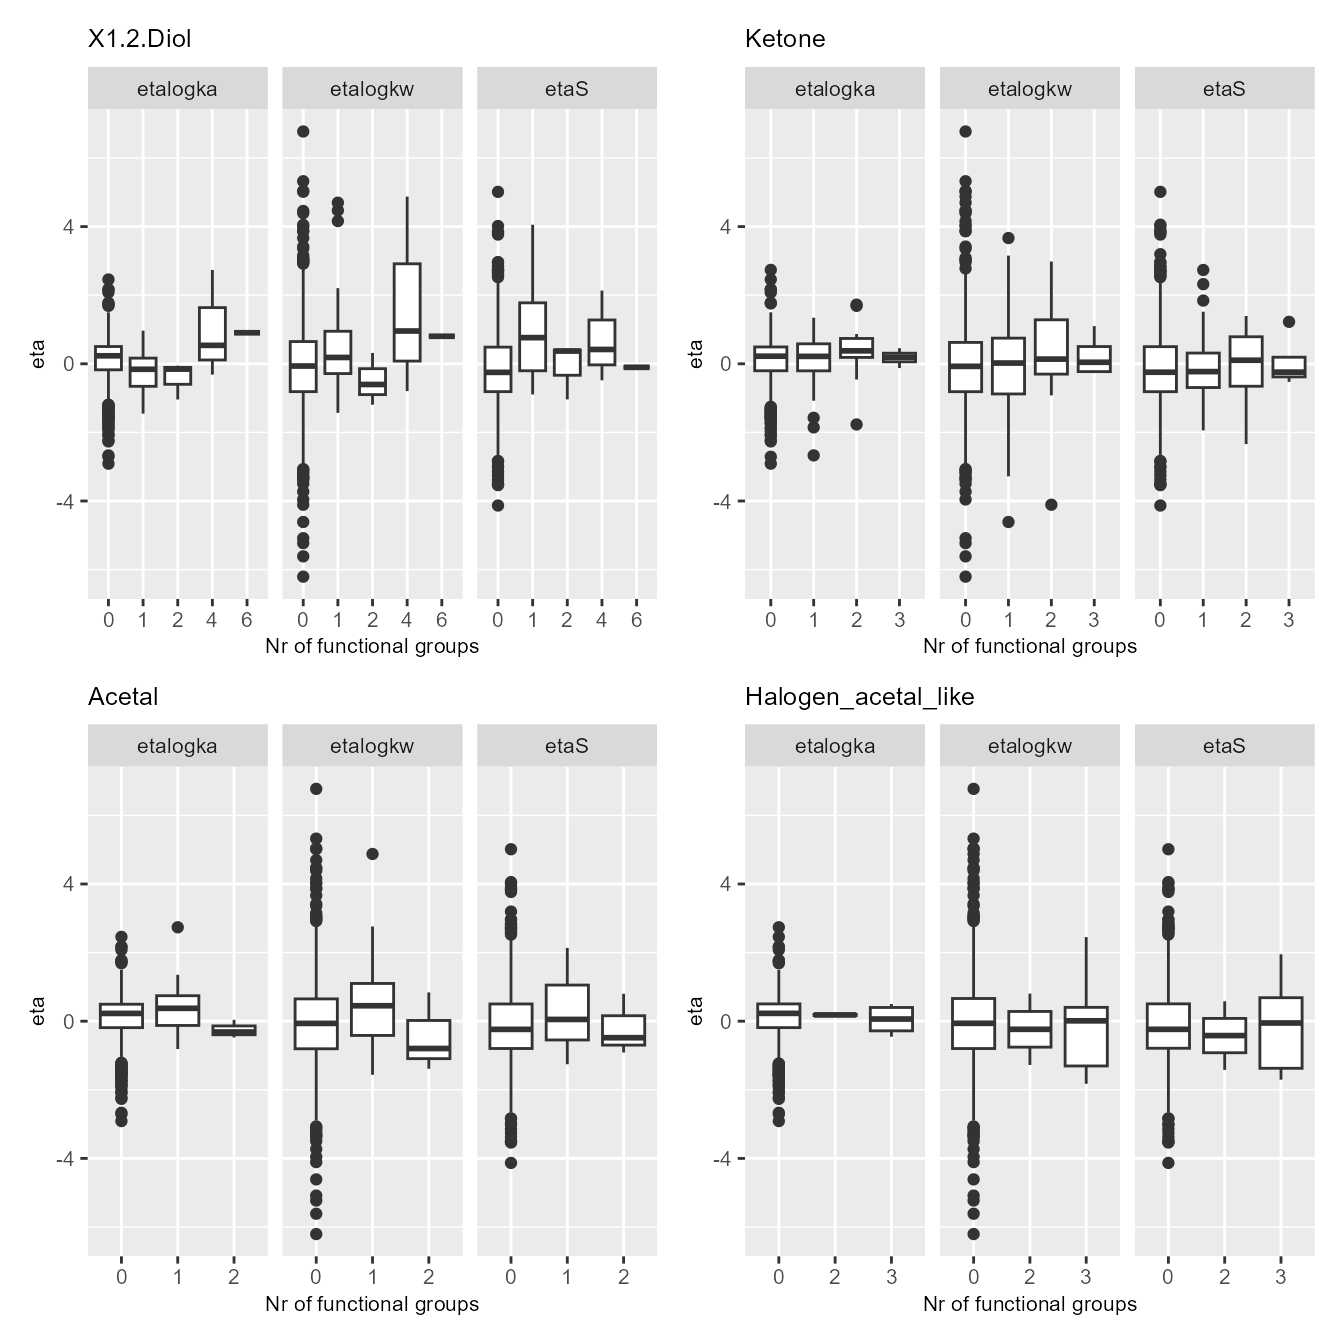 X1.2.Diol
etalogka etalogkw etaS
4
0
-4
eta
0 1 2 4 6 0 1 2 4 6 0 1 2 4 6
Nr of functional groups
Ketone
etalogka etalogkw etaS
4
0
-4
eta
0 1 2 3 0 1 2 3 0 1 2 3
Nr of functional groups
Acetal
etalogka etalogkw etaS
4
0
-4
eta
0 1 2 0 1 2 0 1 2
Nr of functional groups
Halogen_acetal_like
etalogka etalogkw etaS
4
0
-4
eta
0 2 3 0 2 3 0 2 3
Nr of functional groups